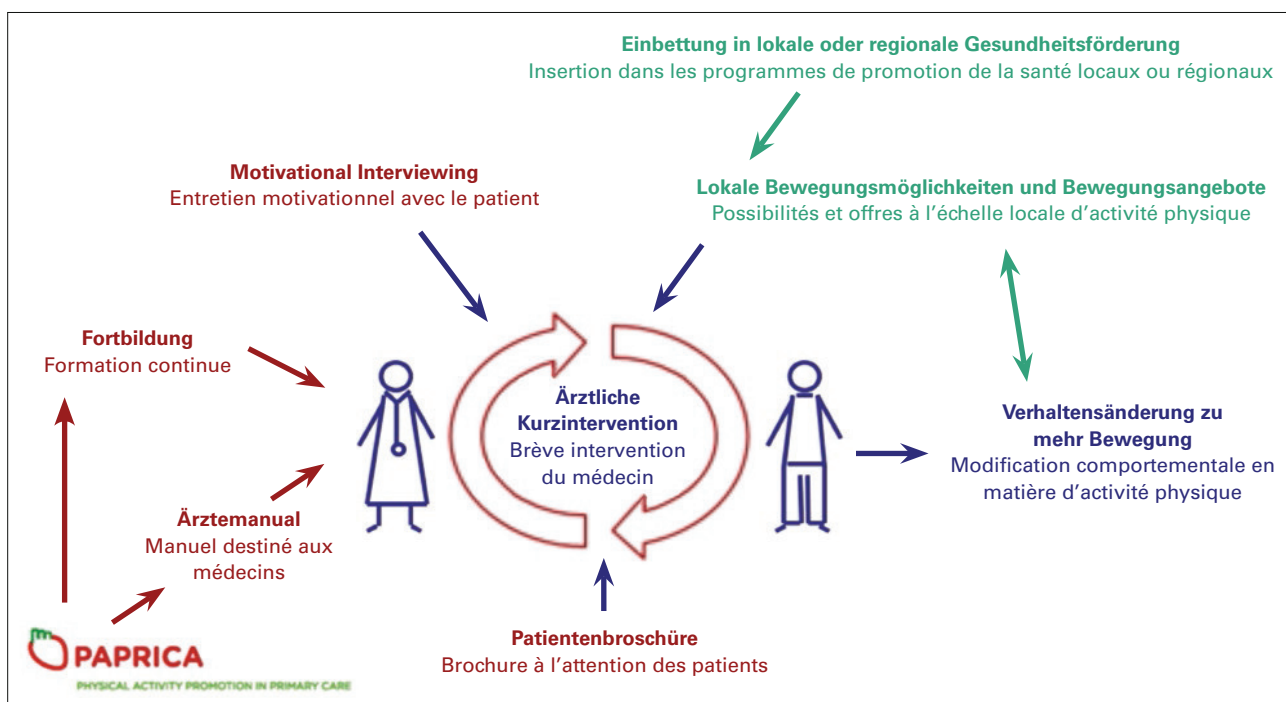 Einbettung in lokale oder regionale Gesundheitsförderung
Insertion dans les programmes de promotion de la santé locaux ou régionaux
Motivational Interviewing
Entretien motivationnel avec le patient
Lokale Bewegungsmöglichkeiten und Bewegungsangebote
Possibilités et offres à l’échelle locale d’activité physique
Fortbildung
Formation continue
Ärztliche
Kurzintervention
Brève intervention
du médecin
Verhaltensänderung zu
mehr Bewegung
Modification comportementale en
matière d’activité physique
Ärztemanual
Manuel destiné aux
médecins
Patientenbroschüre
Brochure à l’attention des patients
PAPRICA
PHYSICAL ACTIVITY PROMOTION IN PRIMARY CARE